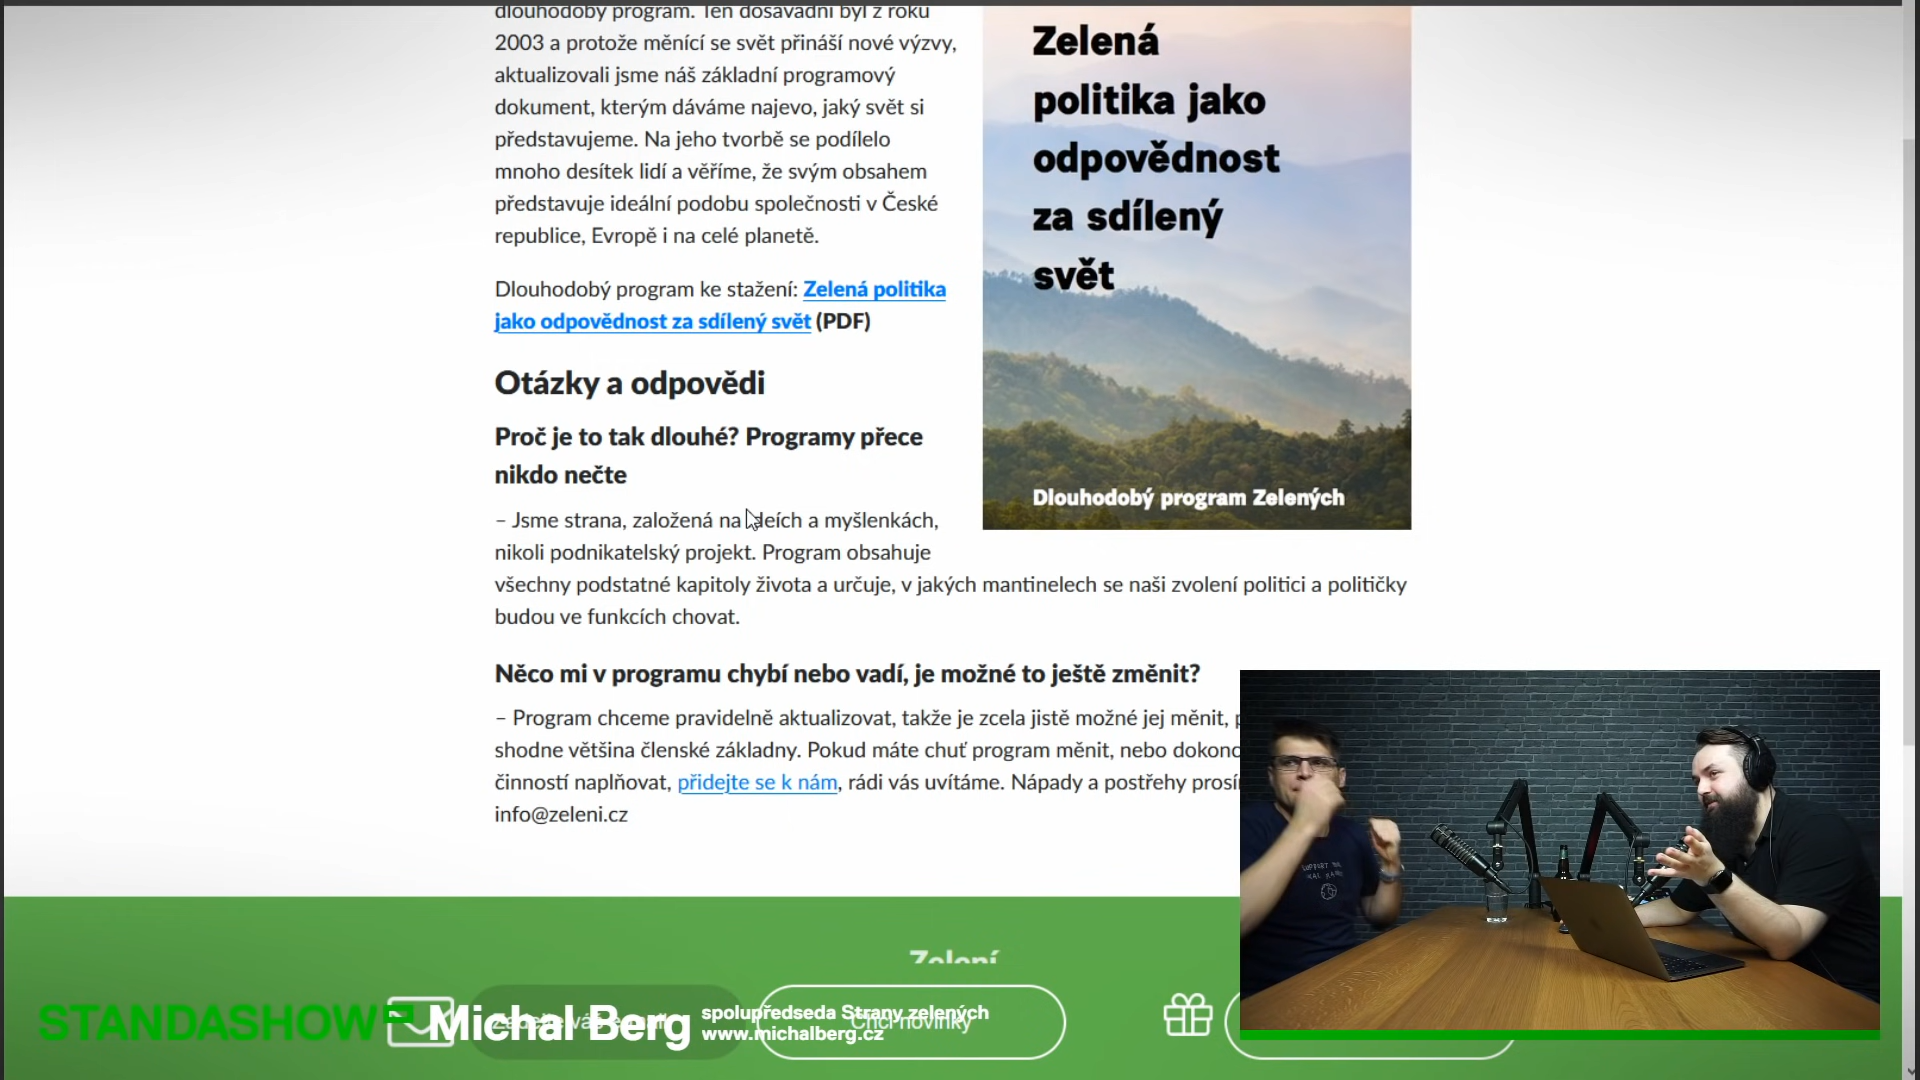 dlouhodobý program. Ten dosavadní byl z roku
2003 a protože měnící se svět přináší nové výzvy,
aktualizovali jsme náš základní programový
dokument, kterým dáváme najevo, jaký svět si
představujeme. Na jeho tvorbě se podílelo
mnoho desítek lidí a věříme, že svým obsahem
představuje ideální podobu společnosti v České
republice, Evropě i na celé planetě.
Dlouhodobý program ke stažení: Zelená politika
jako odpovědnost za sdílený svět (PDF)
Zelená
politika jako
odpovědnost
za sdílený
svět
Dlouhodobý program Zelených
Otázky a odpovědi
Proč je to tak dlouhé? Programy přece
nikdo nečte
– Jsme strana, založená na ideích a myšlenkách,
nikoli podnikatelský projekt. Program obsahuje
všechny podstatné kapitoly života a určuje, v jakých mantinelech se naši zvolení politici a političky
budou ve funkcích chovat.
Něco mi v programu chybí nebo vadí, je možné to ještě změnit?
– Program chceme pravidelně aktualizovat, takže je zcela jistě možné jej měnit,
shodne většina členské základny. Pokud máte chuť program měnit, nebo
činností naplňovat, přidejte se k nám, rádi vás uvítáme. Nápady a postřehy
info@zeleni.cz
Zelení
STANDASHOW
Michal Berg
spolupředseda Strany zelených
www.michalberg.cz
Chci novinky